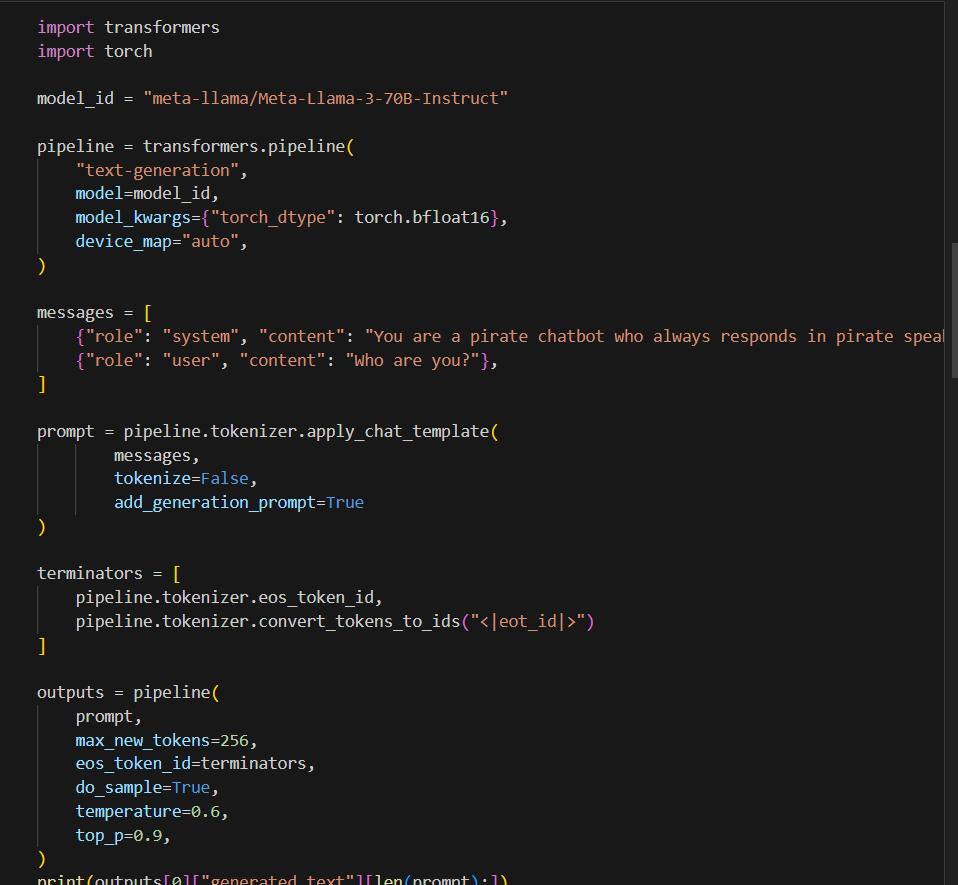 import transformers
import torch
model_id = "meta-llama/Meta-Llama-3-70B-Instruct"
pipeline = transformers.pipeline(
    "text-generation",
    model=model_id,
    model_kwargs={"torch_dtype": torch.bfloat16},
    device_map="auto",
)
messages = [
    {"role": "system", "content": "You are a pirate chatbot who always responds in pirate speak
    {"role": "user", "content": "Who are you?"},
]
prompt = pipeline.tokenizer.apply_chat_template(
        messages,
        tokenize=False,
        add_generation_prompt=True
)
terminators = [
    pipeline.tokenizer.eos_token_id,
    pipeline.tokenizer.convert_tokens_to_ids("<|eot_id|>")
]
outputs = pipeline(
    prompt,
    max_new_tokens=256,
    eos_token_id=terminators,
    do_sample=True,
    temperature=0.6,
    top_p=0.9,
)
print(outputs[0]["generated_text"][len(prompt):])